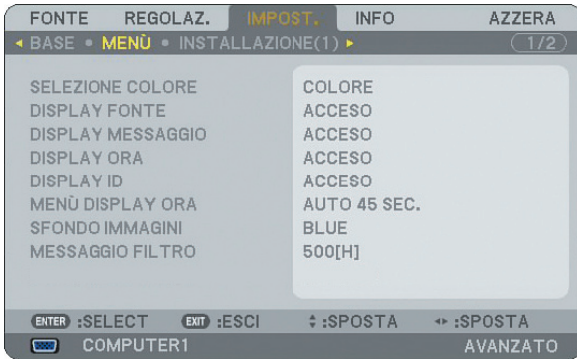 FONTE REGOLAZ. IMPOST. INFO AZZERA
BASE • MENÙ • INSTALLAZIONE(1) 1/2
SELEZIONE COLORE COLORE
DISPLAY FONTE ACCESO
DISPLAY MESSAGGIO ACCESO
DISPLAY ORA ACCESO
DISPLAY ID ACCESO
MENÙ DISPLAY ORA AUTO 45 SEC.
SFONDO IMMAGINI BLUE
MESSAGGIO FILTRO 500[H]
ENTER :SELECT EXIT :ESCI :SPOSTA :SPOSTA
COMPUTER1 AVANZATO